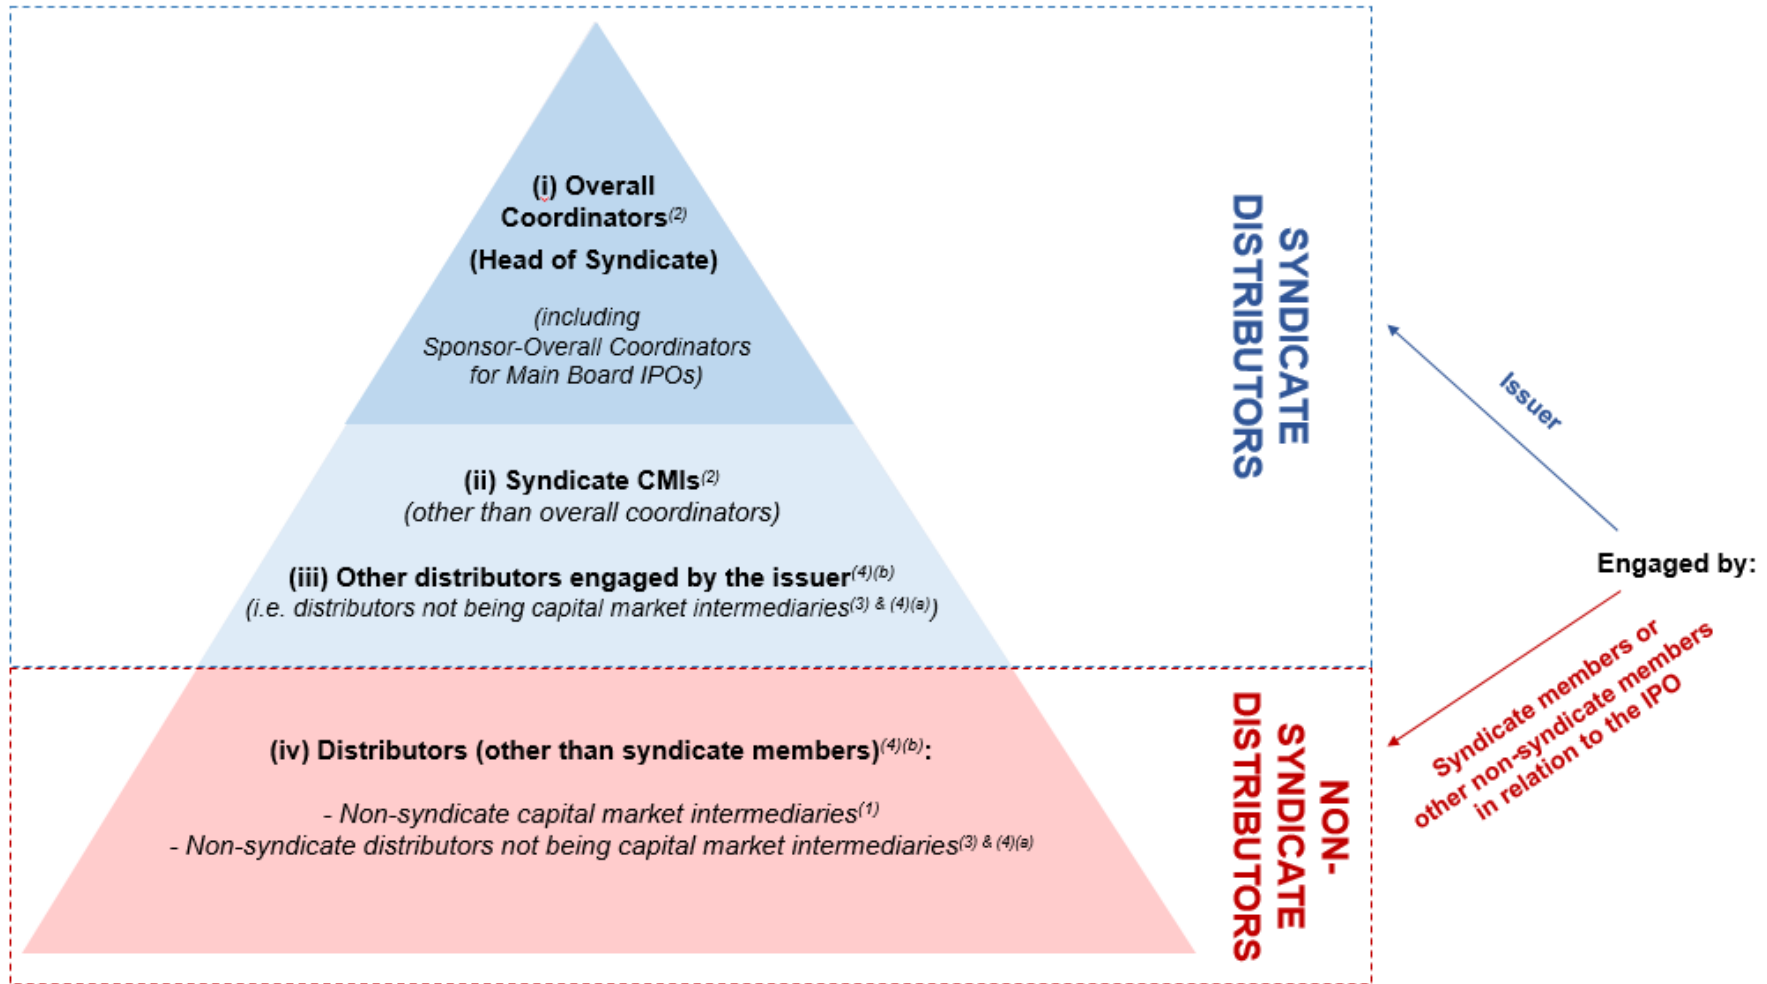 (i) Overall
Coordinators(2)
(Head of Syndicate)
(including
Sponsor-Overall Coordinators
for Main Board IPOs)
(ii) Syndicate CMIs(2)
(other than overall coordinators)
(iii) Other distributors engaged by the issuer(4)(b)
(i.e. distributors not being capital market intermediaries(3) & (4)(a))
SYNDICATE
DISTRIBUTORS
Issuer
Engaged by:
Syndicate members or
other non-syndicate members
in relation to the IPO
(iv) Distributors (other than syndicate members)(4)(b):
- Non-syndicate capital market intermediaries(1)
- Non-syndicate distributors not being capital market intermediaries(3) & (4)(a)
NON-
SYNDICATE
DISTRIBUTORS